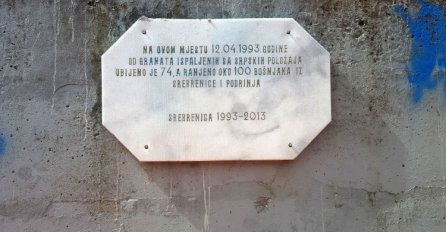 NA OVOM MJESTU 12.04.1993.GODINE
OD GRANATA ISPALJENIH SA SRPSKIH POLOŽAJA
UBIJENO JE 74, A RANJENO OKO 100 BOŠNJAKA IZ
SREBRENICE I PODRINJA
SREBRENICA 1993-2013